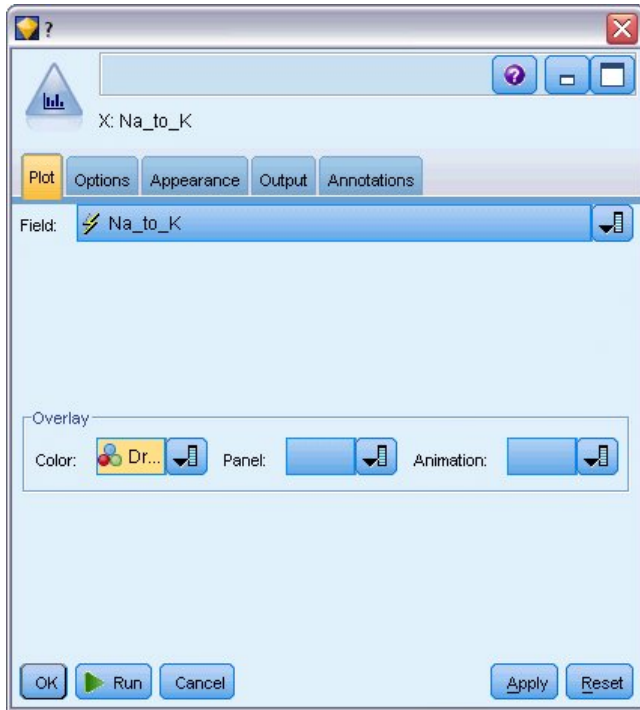 ?
X: Na_to_K
Plot Options Appearance Output Annotations
Field: Na_to_K
Overlay
Color: Dr... Panel: Animation:
OK Run Cancel Apply Reset